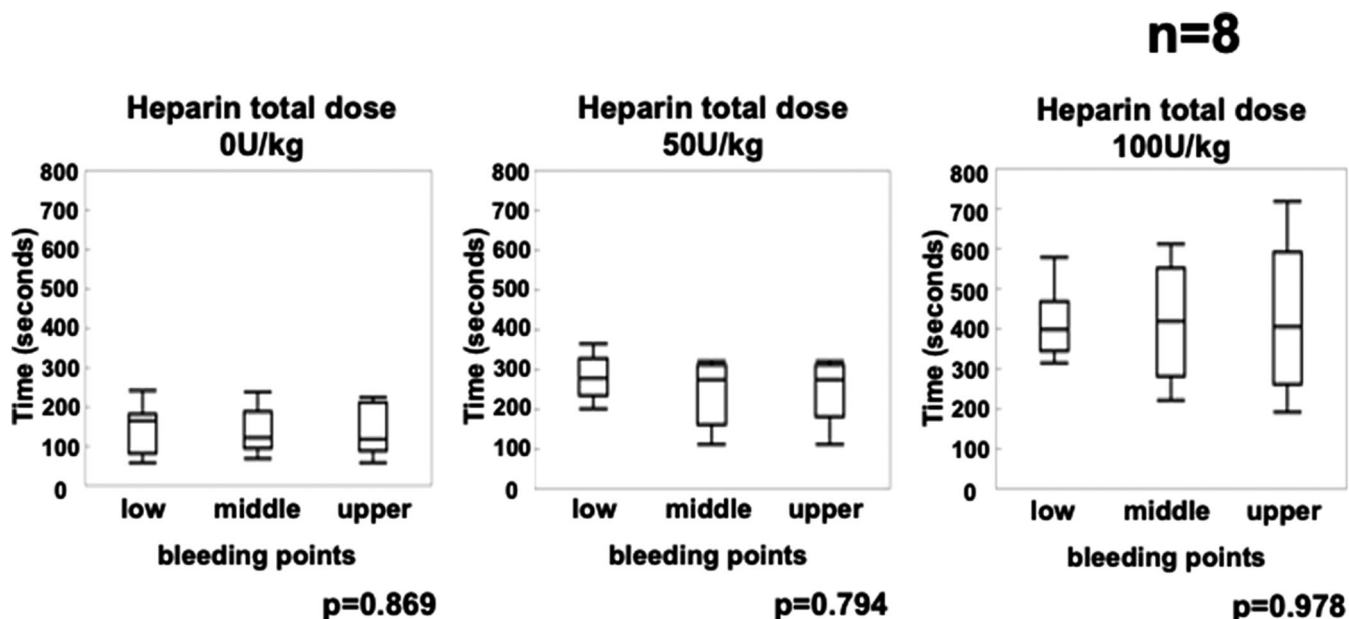 n=8
Heparin total dose
0U/kg
Time (seconds)
800
700
600
500
400
300
200
100
0
low middle upper
bleeding points
p=0.869
Heparin total dose
50U/kg
Time (seconds)
800
700
600
500
400
300
200
100
0
low middle upper
bleeding points
p=0.794
Heparin total dose
100U/kg
Time (seconds)
800
700
600
500
400
300
200
100
0
low middle upper
bleeding points
p=0.978